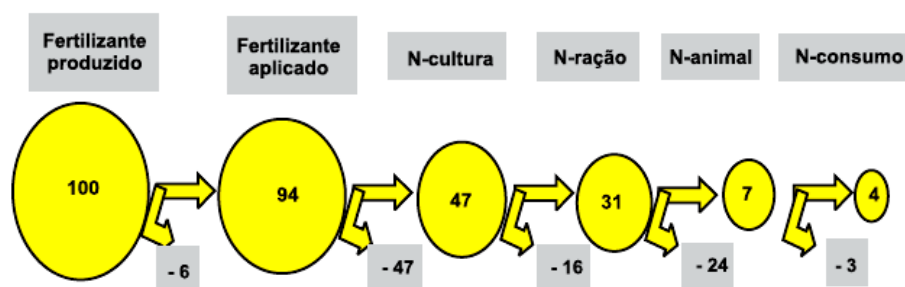 Fertilizante
produzido
Fertilizante
aplicado
N-cultura
N-ração
N-animal
N-consumo
100
94
47
31
7
4
- 6
- 47
- 16
- 24
- 3